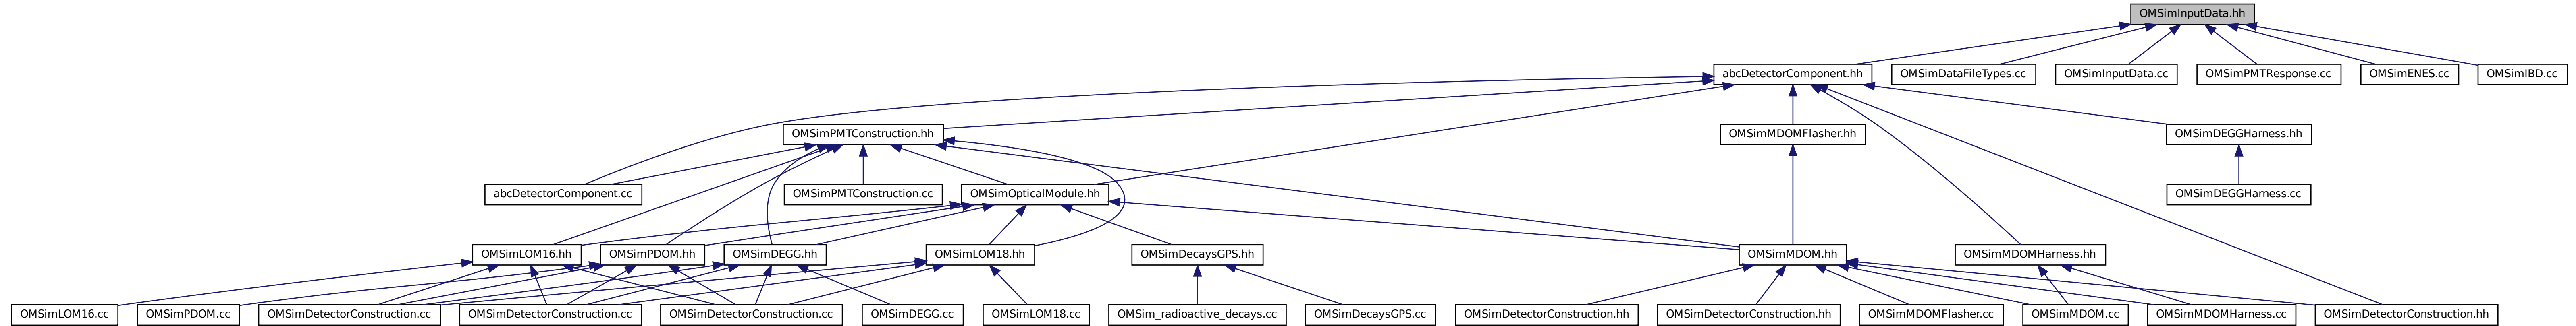 OMSimInputData.hh
abcDetectorComponent.hh
OMSimDataFileTypes.cc
OMSimInputData.cc
OMSimPMTResponse.cc
OMSimENES.cc
OMSimIBD.cc
OMSimPMTConstruction.hh
OMSimMDOMFlasher.hh
OMSimDEGGHarness.hh
abcDetectorComponent.cc
OMSimPMTConstruction.cc
OMSimOpticalModule.hh
OMSimDEGGHarness.cc
OMSimLOM16.hh
OMSimPDOM.hh
OMSimDEGG.hh
OMSimLOM18.hh
OMSimDecaysGPS.hh
OMSimMDOM.hh
OMSimMDOMHarness.hh
OMSimLOM16.cc
OMSimPDOM.cc
OMSimDetectorConstruction.cc
OMSimDetectorConstruction.cc
OMSimDetectorConstruction.cc
OMSimDEGG.cc
OMSimLOM18.cc
OMSim_radioactive_decays.cc
OMSimDecaysGPS.cc
OMSimDetectorConstruction.hh
OMSimDetectorConstruction.hh
OMSimMDOMFlasher.cc
OMSimMDOM.cc
OMSimMDOMHarness.cc
OMSimDetectorConstruction.hh